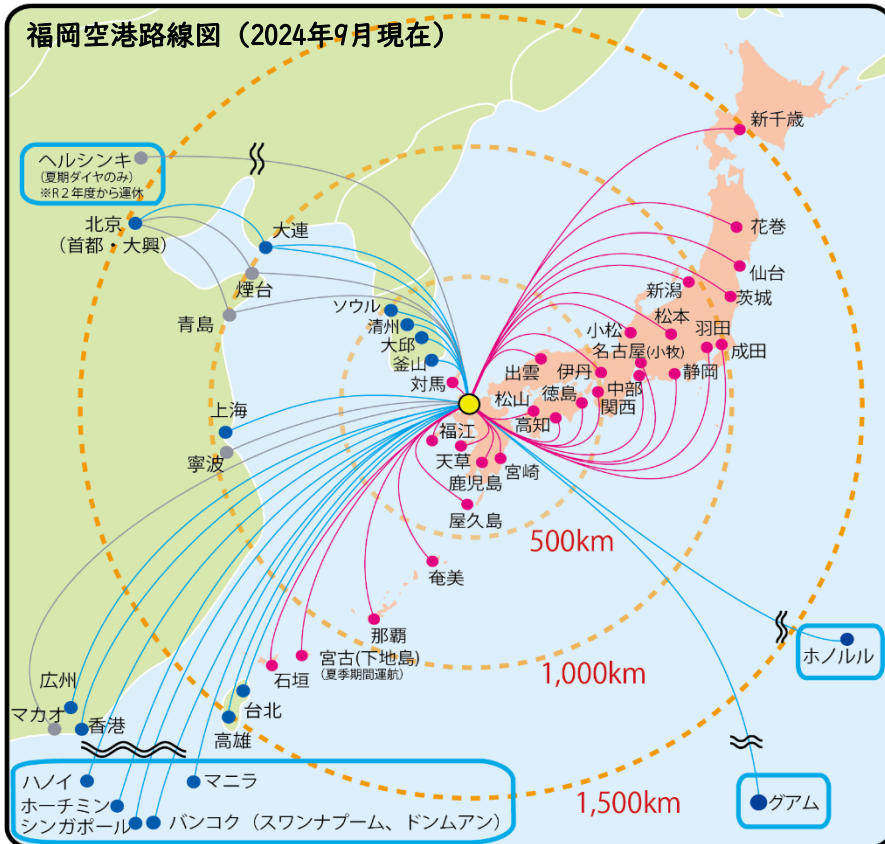 福岡空港路線図（2024年9月現在）
新千歳
ヘルシンキ
（夏期ダイヤのみ）
※R2年度から運休
北京
（首都・大興）
大連
花巻
煙台
仙台
新潟
茨城
青島
ソウル
清州
大邱
釜山
対馬
小松
松本
羽田
名古屋(小牧)
成田
出雲
伊丹
中部
静岡
関西
松山
徳島
高知
上海
寧波
福江
天草
宮崎
鹿児島
屋久島
500km
奄美
那覇
宮古(下地島)
（夏季期間運航）
石垣
1,000km
ホノルル
広州
マカオ
香港
台北
高雄
ハノイ
マニラ
ホーチミン
シンガポール
バンコク（スワンナプーム、ドンムアン）
1,500km
グアム